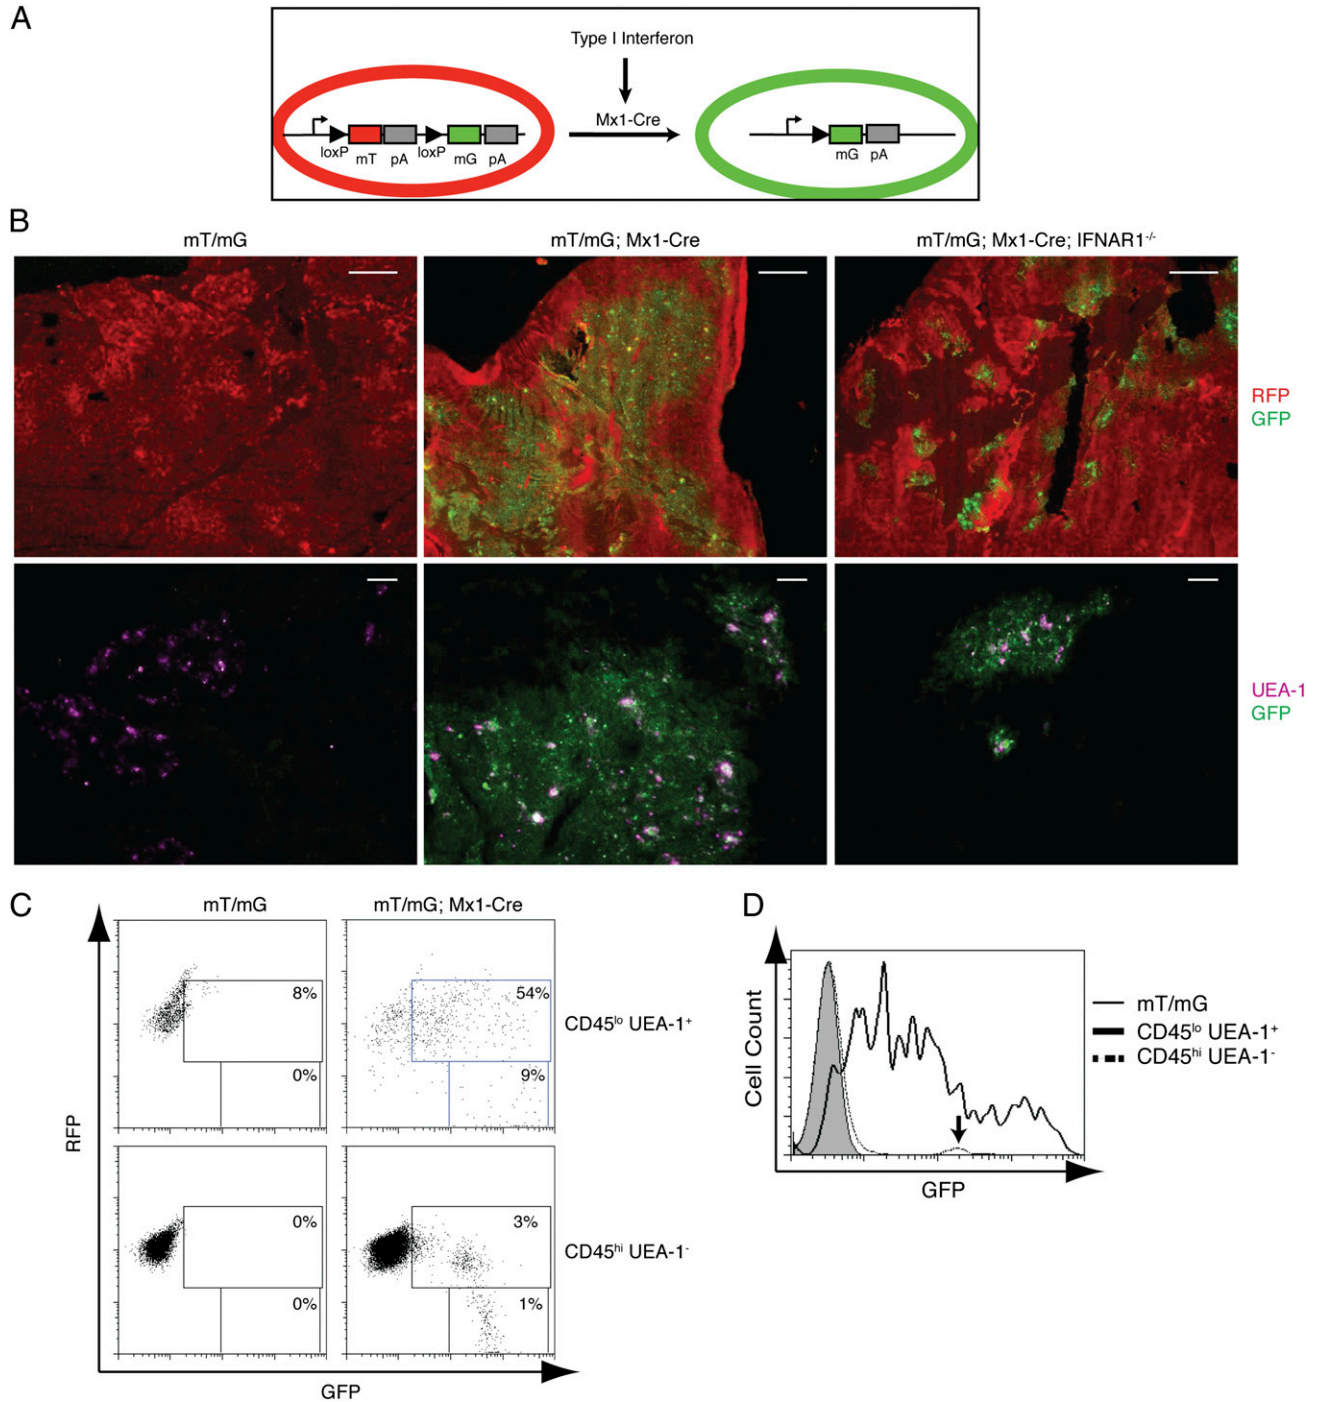 A
Type I Interferon
Mx1-Cre
loxP mT pA loxP mG pA
mG pA
B
mT/mG mT/mG; Mx1-Cre mT/mG; Mx1-Cre; IFNAR1-/-
RFP
GFP
UEA-1
GFP
C
mT/mG mT/mG; Mx1-Cre
8% 54%
CD45lo UEA-1+
0% 9%
RFP
0% 3%
CD45hi UEA-1-
0% 1%
GFP
D
Cell Count
mT/mG
CD45lo UEA-1+
CD45hi UEA-1-
GFP